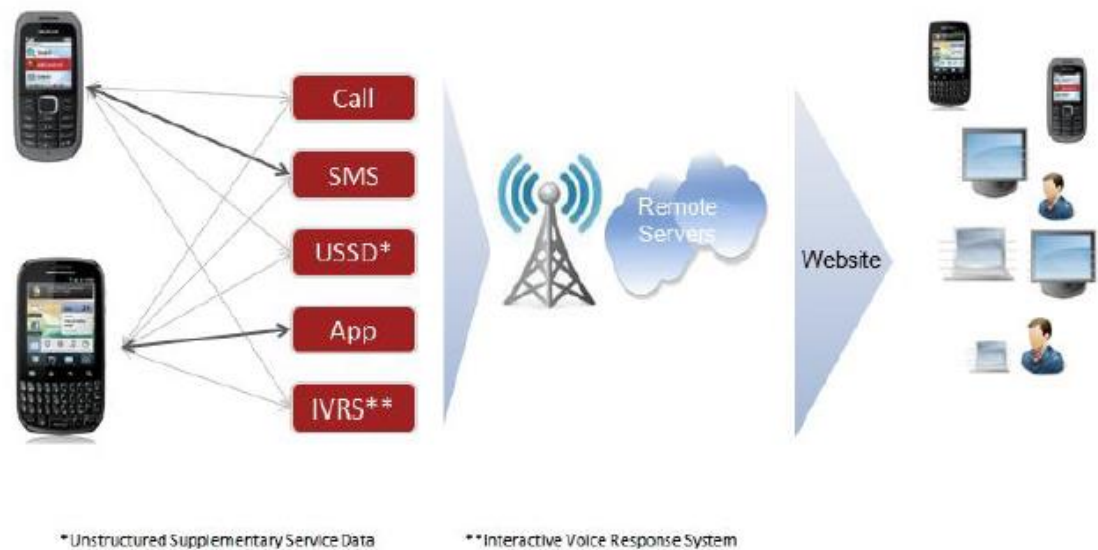 Call
SMS
USSD*
App
IVRS**
Remote
Servers
Website
*Unstructured Supplementary Service Data
**Interactive Voice Response System